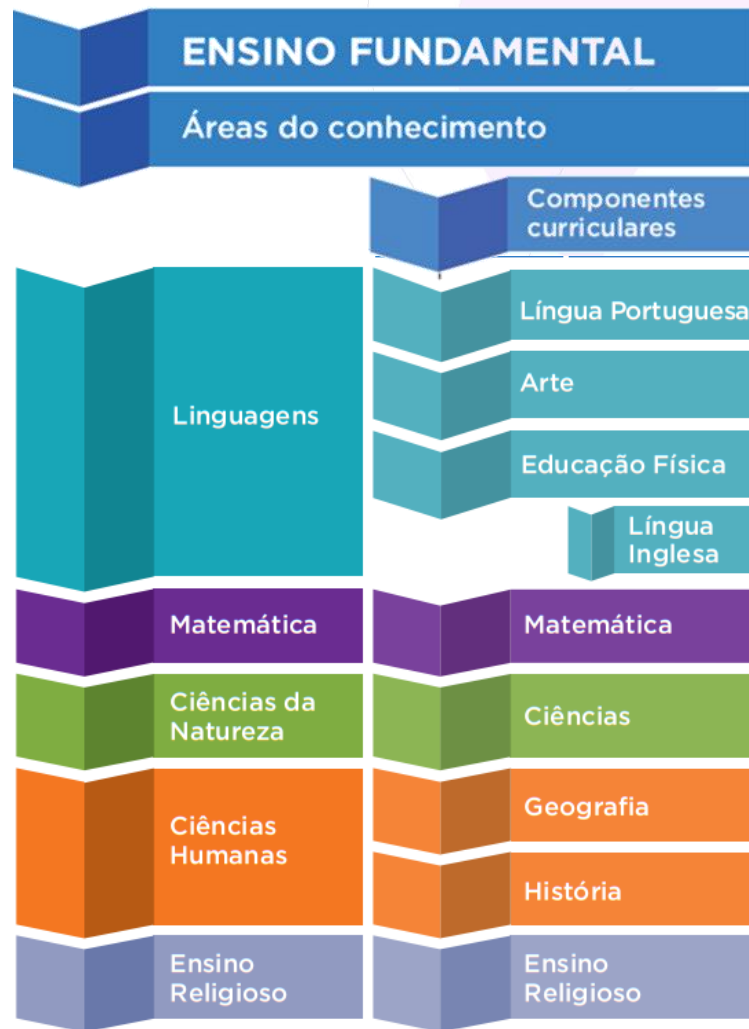 ENSINO FUNDAMENTAL
Áreas do conhecimento
Componentes
curriculares
Linguagens
Língua Portuguesa
Arte
Educação Física
Língua
Inglesa
Matemática
Matemática
Ciências da
Natureza
Ciências
Ciências
Humanas
Geografia
História
Ensino
Religioso
Ensino
Religioso